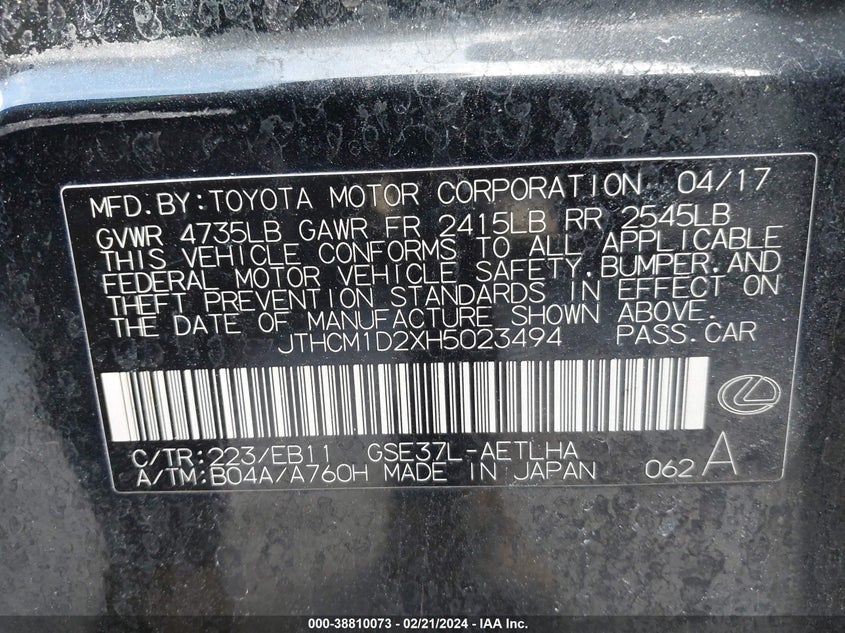 MFD. BY: TOYOTA MOTOR CORPORATION 04/17
GVWR 4735LB GAWR FR 2415LB RR 2545LB
THIS VEHICLE CONFORMS TO ALL APPLICABLE
FEDERAL MOTOR VEHICLE SAFETY, BUMPER, AND
THEFT PREVENTION STANDARDS IN EFFECT ON
THE DATE OF MANUFACTURE SHOWN ABOVE.
JTHCM1D2XH5023494 PASS. CAR
C/TR: 223/EB11 GSE37L-AETLHA
A/TM: B04A/A760H MADE IN JAPAN 062 A
000-38810073 - 02/21/2024 - IAA Inc.